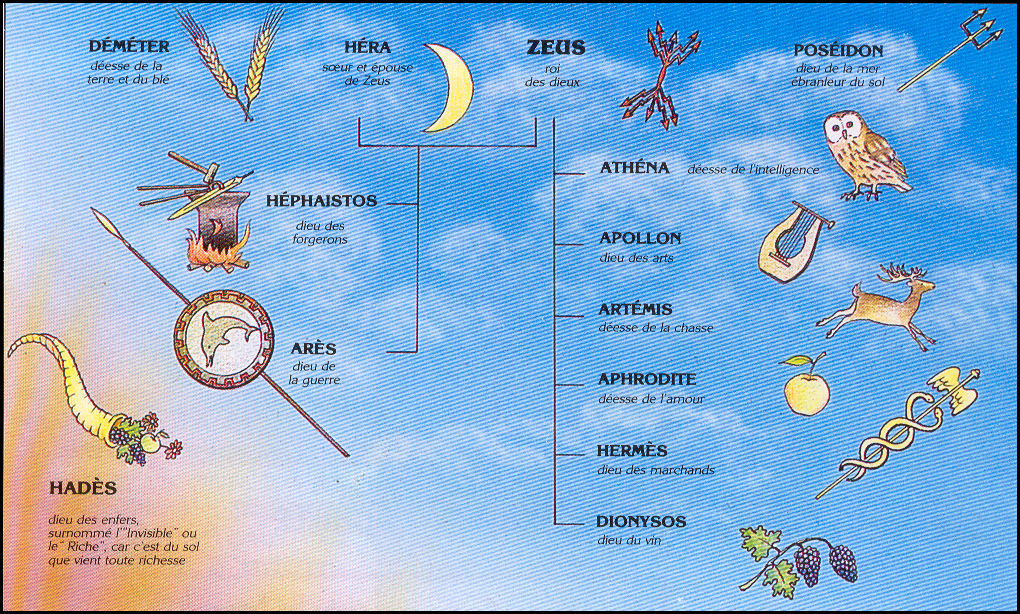 DÉMÉTER
déesse de la
terre et du blé
HÉRA
sœur et épouse
de Zeus
ZEUS
roi
des dieux
POSÉIDON
dieu de la mer
ébranleur du sol
HÉPHAISTOS
dieu des
forgerons
ARÈS
dieu de
la guerre
HADÈS
dieu des enfers,
surnommé l'"Invisible" ou
le" Riche", car c'est du sol
que vient toute richesse
ATHÉNA déesse de l'intelligence
APOLLON
dieu des arts
ARTÉMIS
déesse de la chasse
APHRODITE
déesse de l'amour
HERMÈS
dieu des marchands
DIONYSOS
dieu du vin